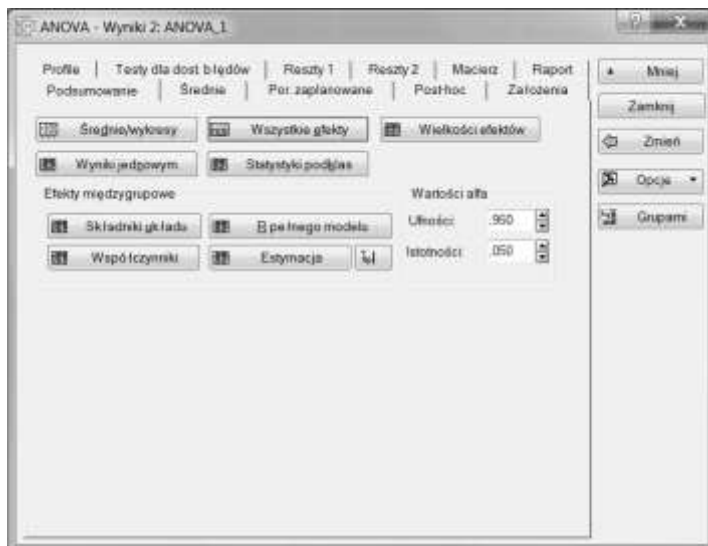 ANOVA - Wyniki 2: ANOVA_1
Profile | Testy dla dost błędów | Reszty 1 | Reszty 2 | Macierz | Raport
Podsumowanie | Średnie | Por. zaplanowane | Post-hoc | Założenia
Średnie/wykresy Wszystkie efekty Wielkości efektów
Wyniki jednowym. Statystyki podklas
Efekty międzygrupowe
Składniki układu R pełnego modelu
Współczynniki Estymacja
Wartości alfa
Ufności: .950
Istotności: .050
Mniej
Zamknij
Zmień
Opcje
Grupami